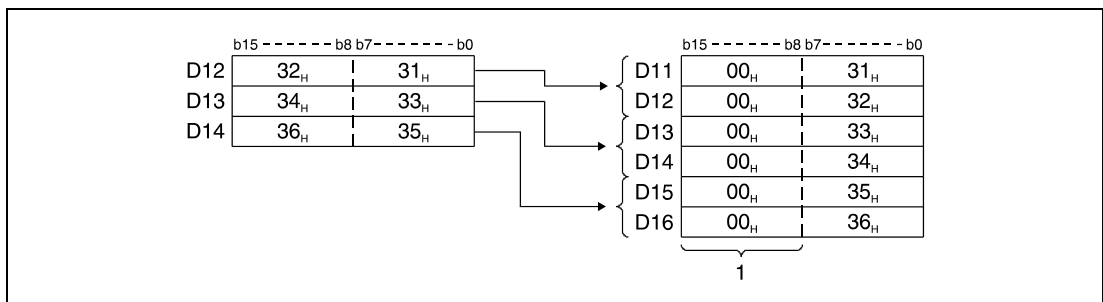 b15 b8 b7 b0 b15 b8 b7 b0
D12 32H 31H D11 00H 31H
D13 34H 33H D12 00H 32H
D14 36H 35H D13 00H 33H
D14 00H 34H
D15 00H 35H
D16 00H 36H
1